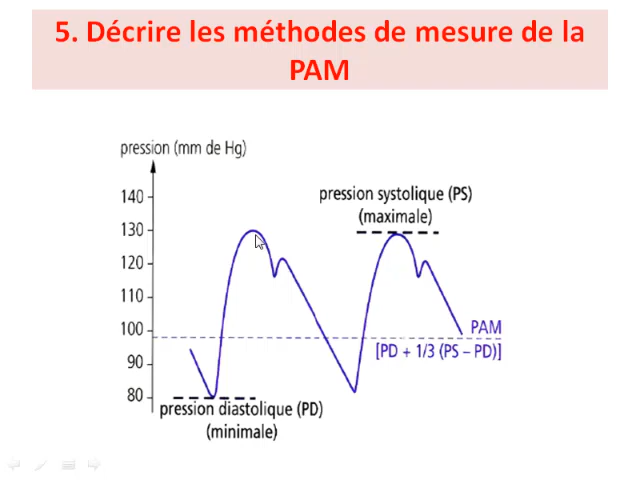 5. Décrire les méthodes de mesure de la
PAM
pression (mm de Hg)
140
130
120
110
100
90
80
pression systolique (PS)
(maximale)
PAM
[PD + 1/3 (PS – PD)]
pression diastolique (PD)
(minimale)